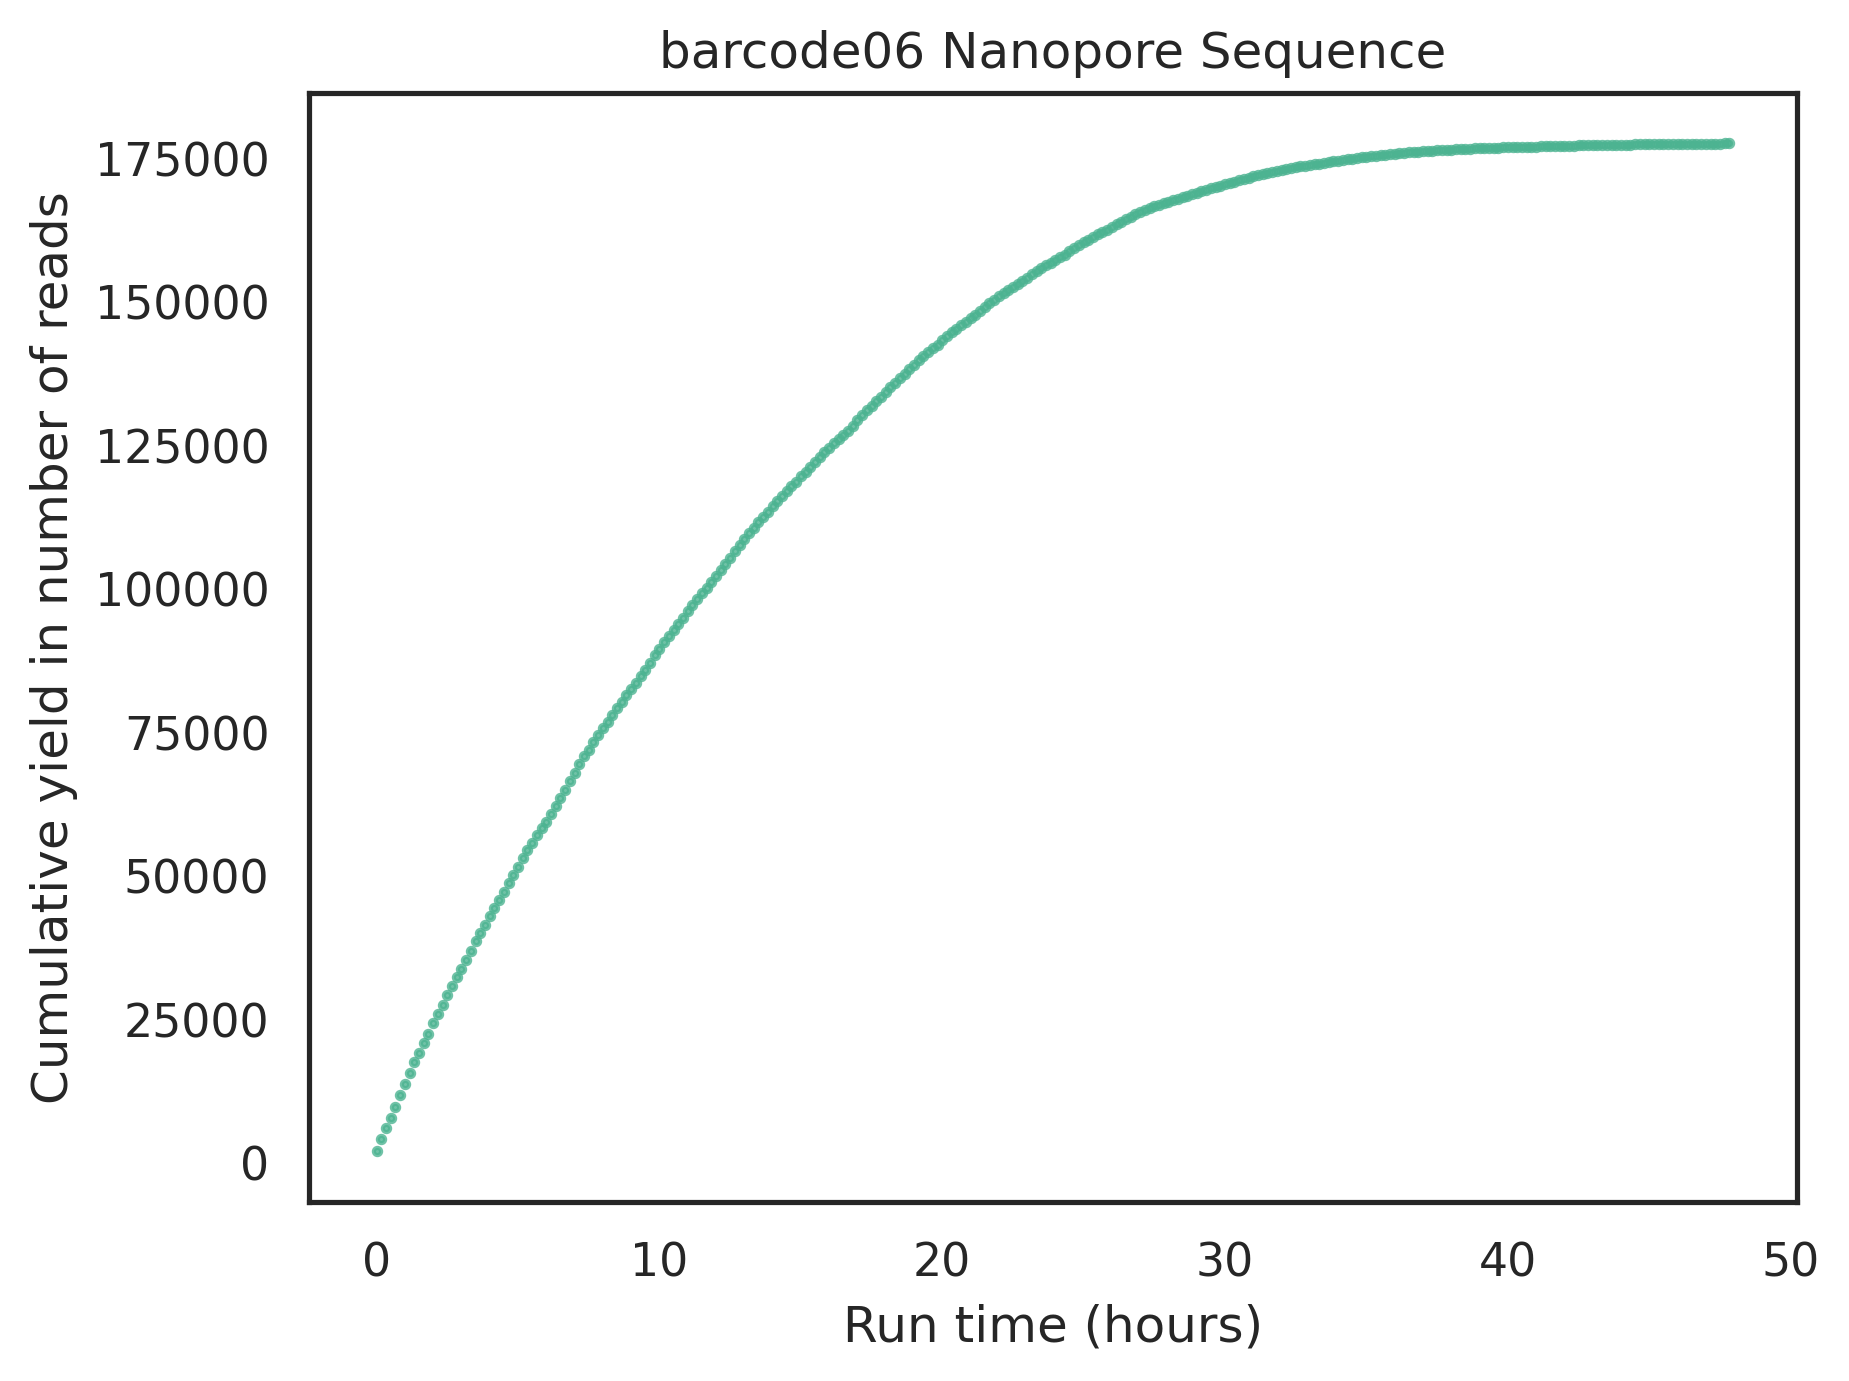 barcode06 Nanopore Sequence
Cumulative yield in number of reads
175000
150000
125000
100000
75000
50000
25000
0
0 10 20 30 40 50
Run time (hours)